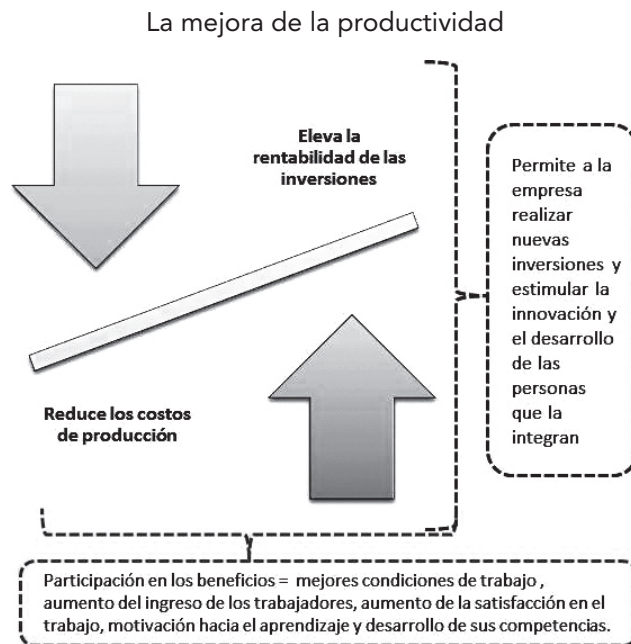 La mejora de la productividad
Eleva la
rentabilidad de las
inversiones
Reduce los costos
de producción
Permite a la
empresa
realizar
nuevas
inversiones y
estimular la
innovación y
el desarrollo
de las
personas
que la
integran
Participación en los beneficios = mejores condiciones de trabajo ,
aumento del ingreso de los trabajadores, aumento de la satisfacción en el
trabajo, motivación hacia el aprendizaje y desarrollo de sus competencias.